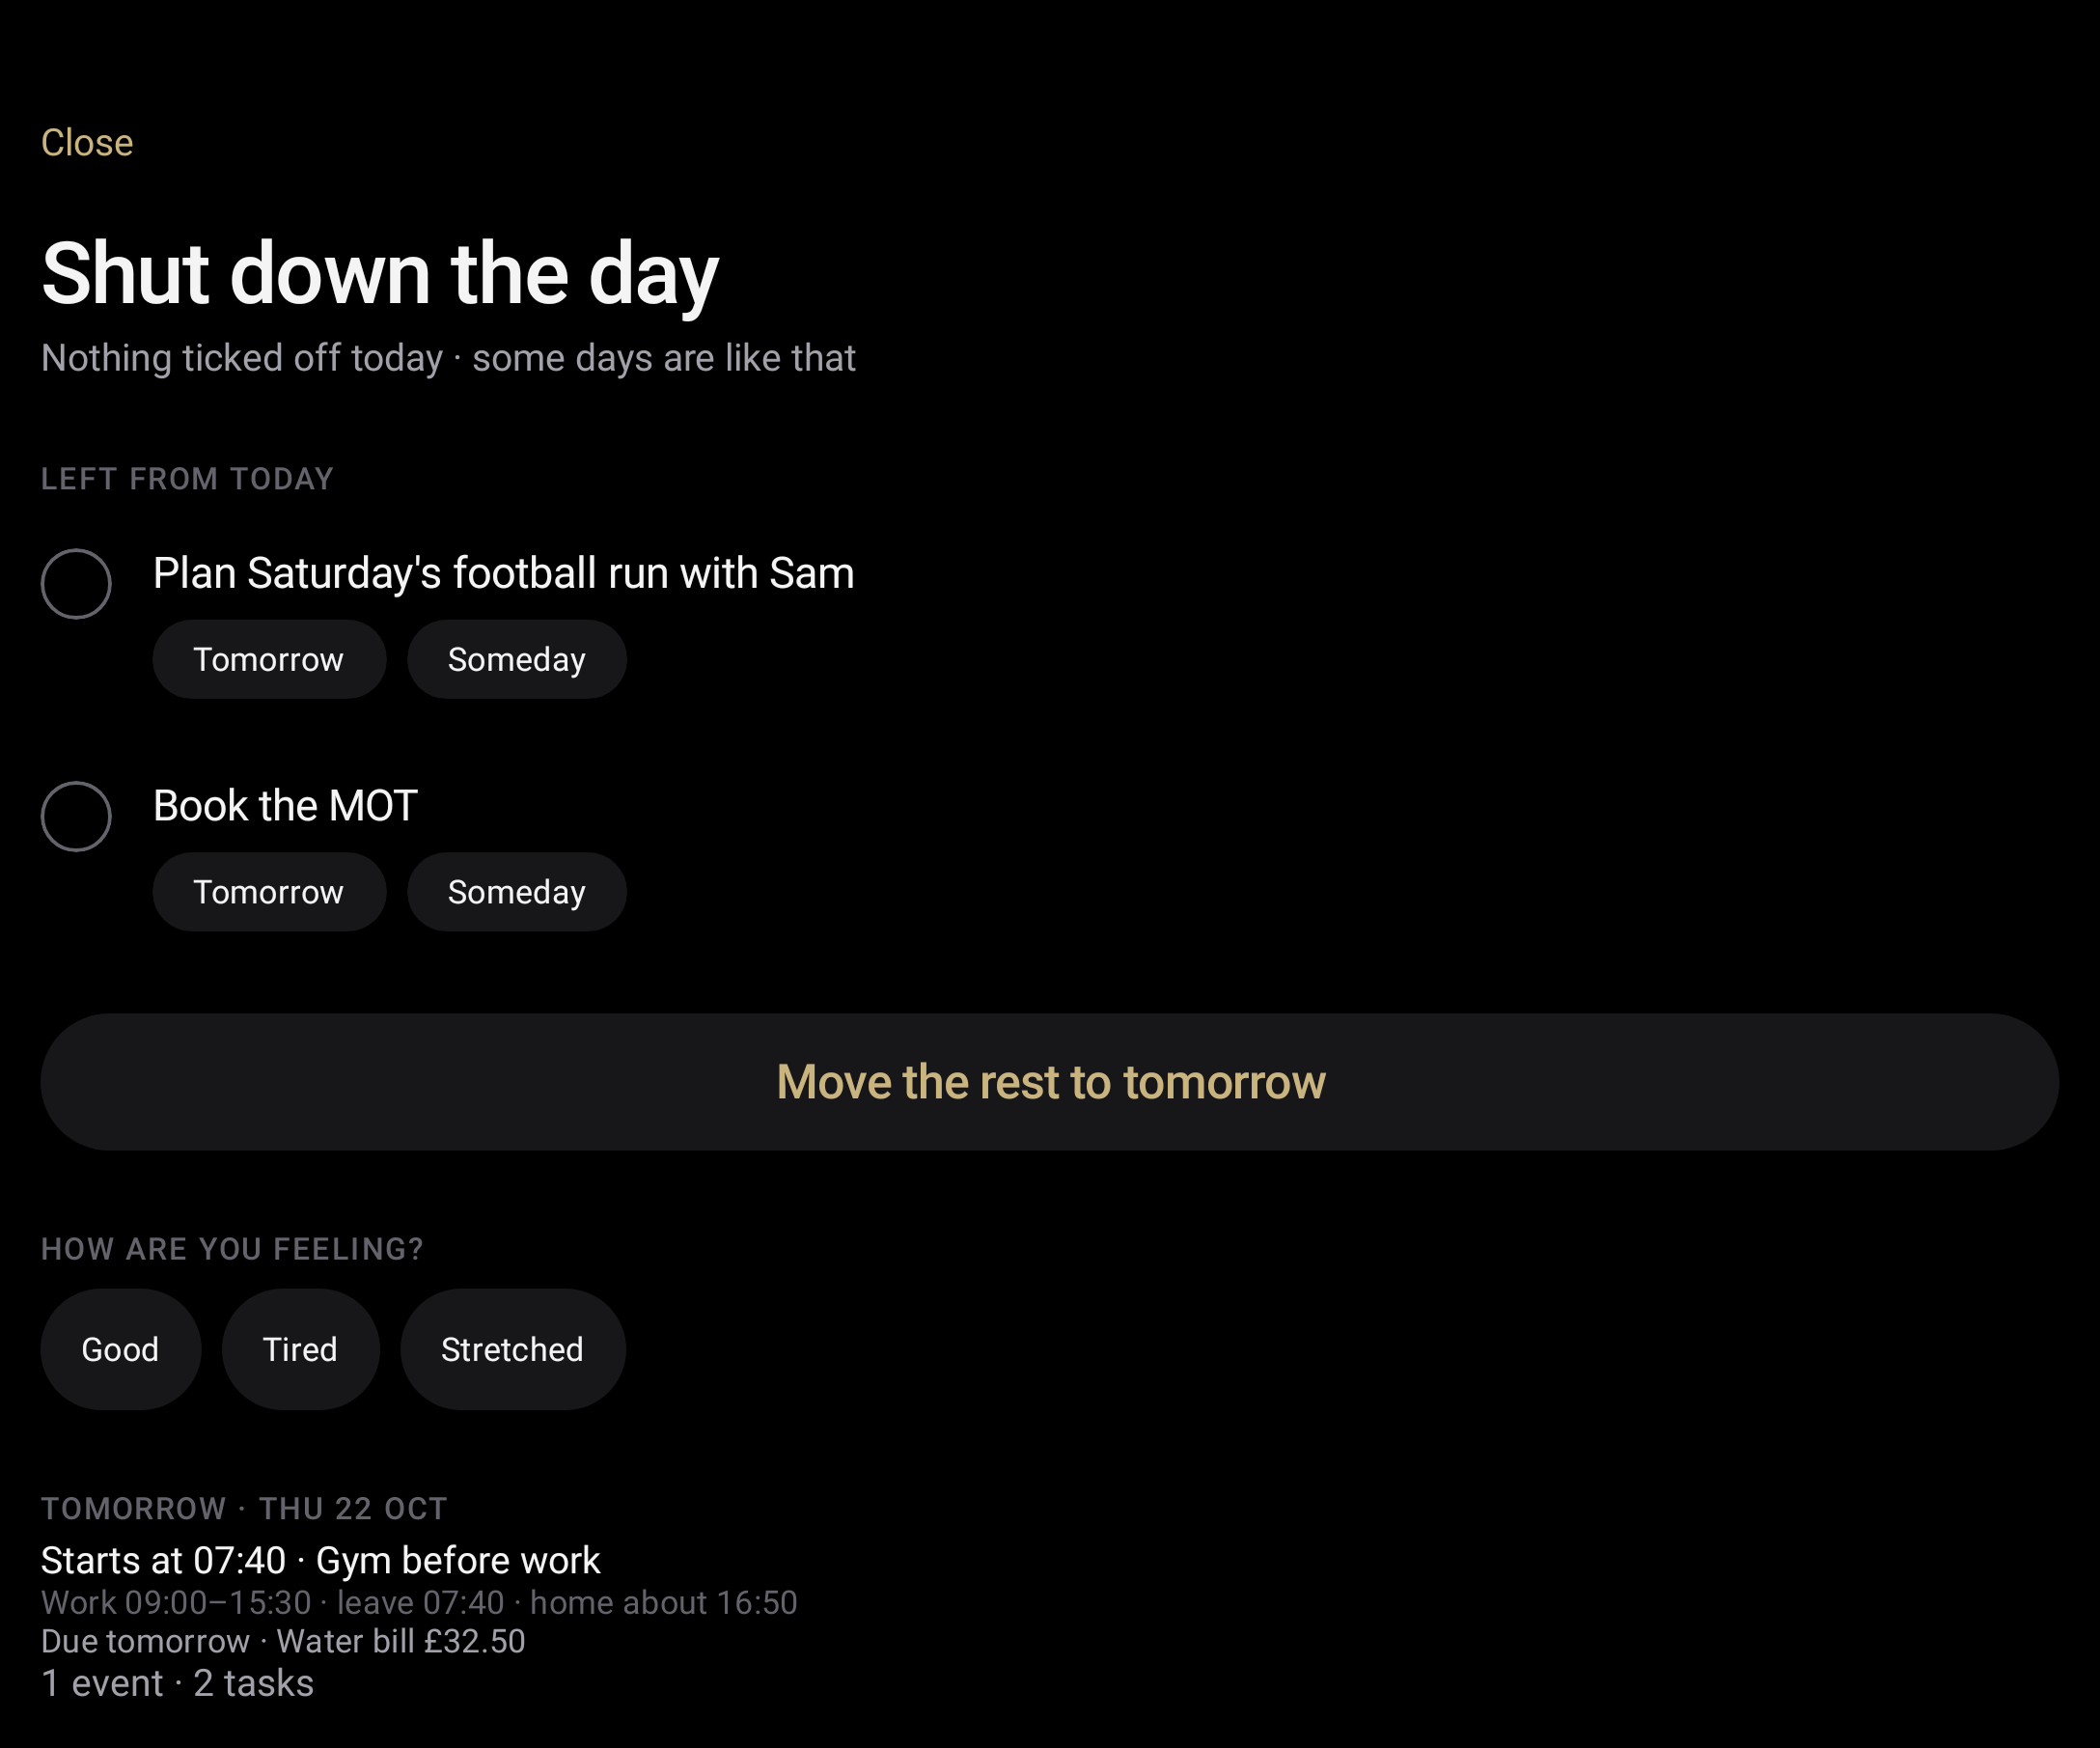 Close
Shut down the day
Nothing ticked off today · some days are like that
LEFT FROM TODAY
Plan Saturday's football run with Sam
Tomorrow Someday
Book the MOT
Tomorrow Someday
Move the rest to tomorrow
HOW ARE YOU FEELING?
Good Tired Stretched
TOMORROW · THU 22 OCT
Starts at 07:40 · Gym before work
Work 09:00–15:30 · leave 07:40 · home about 16:50
Due tomorrow · Water bill £32.50
1 event · 2 tasks